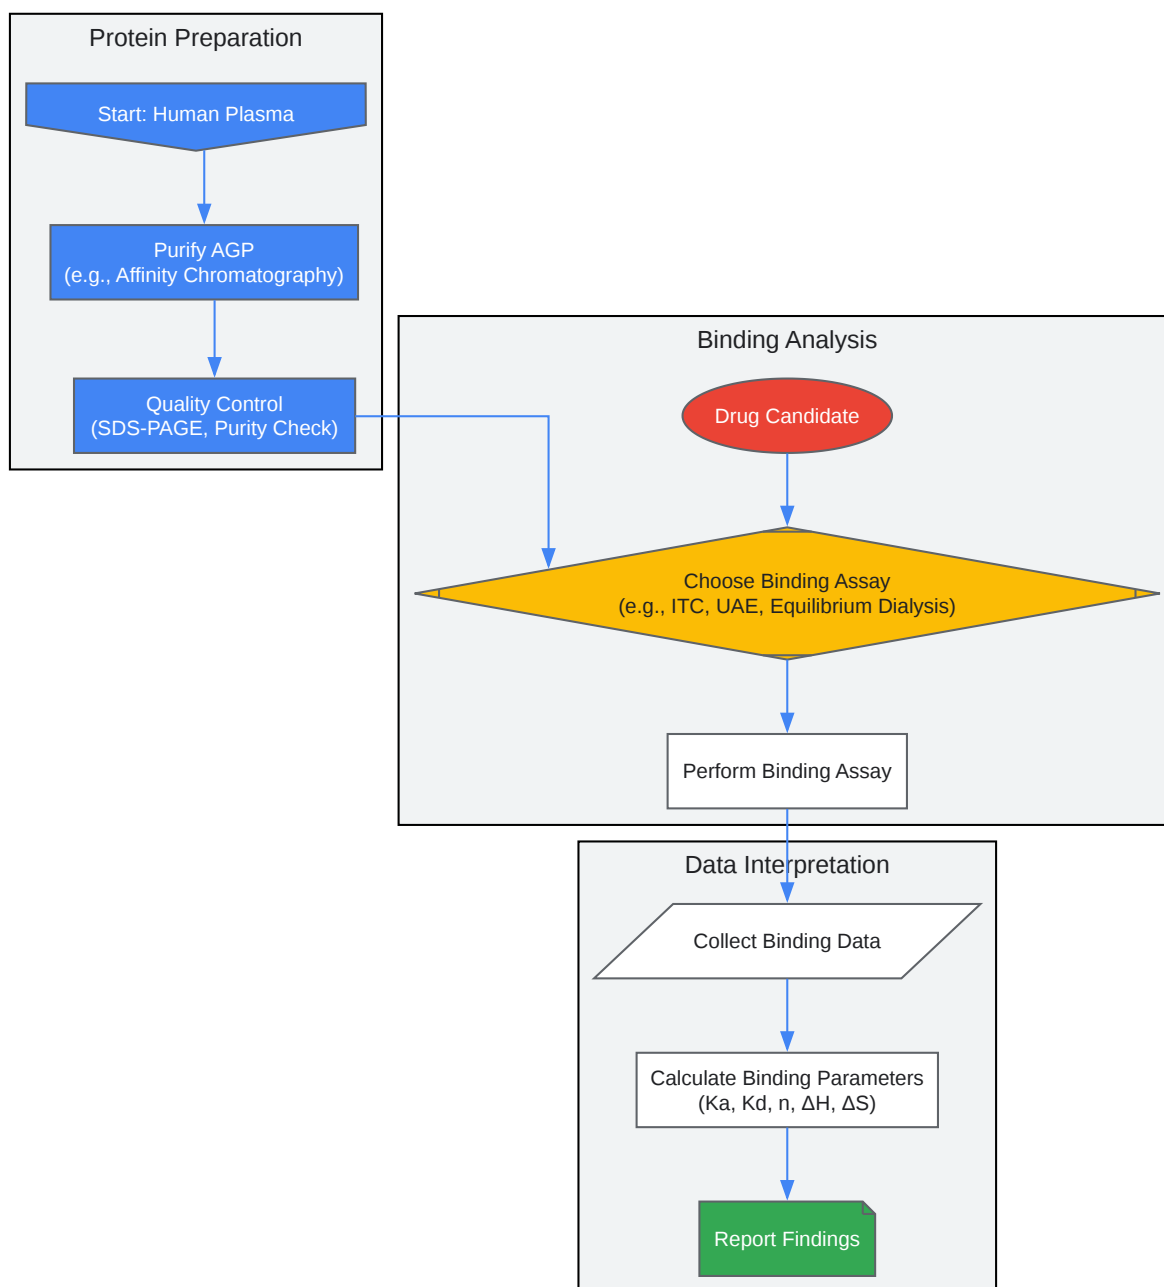 Protein Preparation
Start: Human Plasma
Purify AGP
(e.g., Affinity Chromatography)
Quality Control
(SDS-PAGE, Purity Check)
Binding Analysis
Drug Candidate
Choose Binding Assay
(e.g., ITC, UAE, Equilibrium Dialysis)
Perform Binding Assay
Data Interpretation
Collect Binding Data
Calculate Binding Parameters
(Ka, Kd, n, ΔH, ΔS)
Report Findings